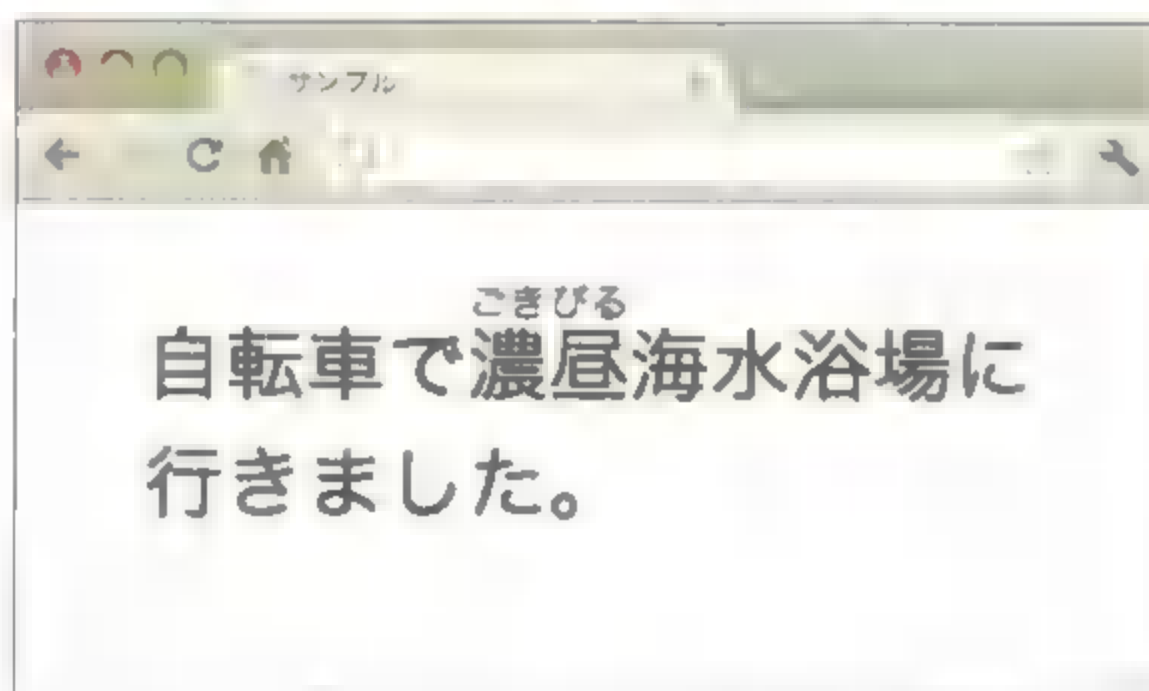 サンプル
ごきびる
自転車で濃昼海水浴場に
行きました。